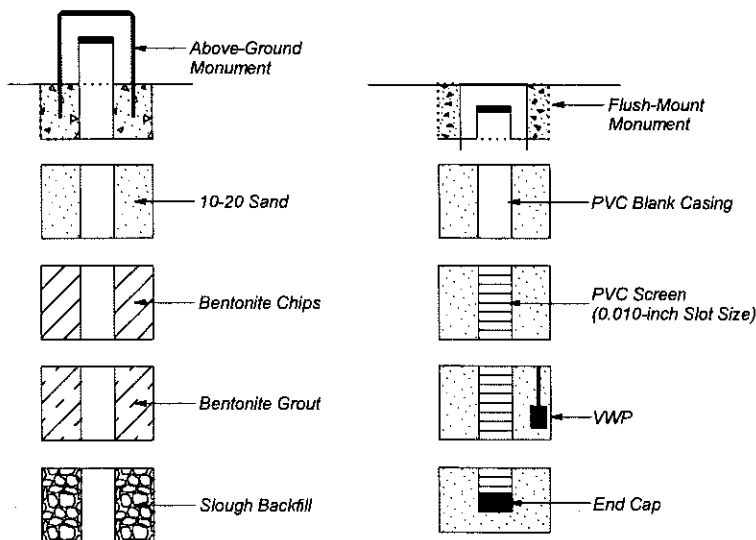 Above-Ground
Monument
10-20 Sand
Bentonite Chips
Bentonite Grout
Slough Backfill
Flush-Mount
Monument
PVC Blank Casing
PVC Screen
(0.010-inch Slot Size)
VWP
End Cap